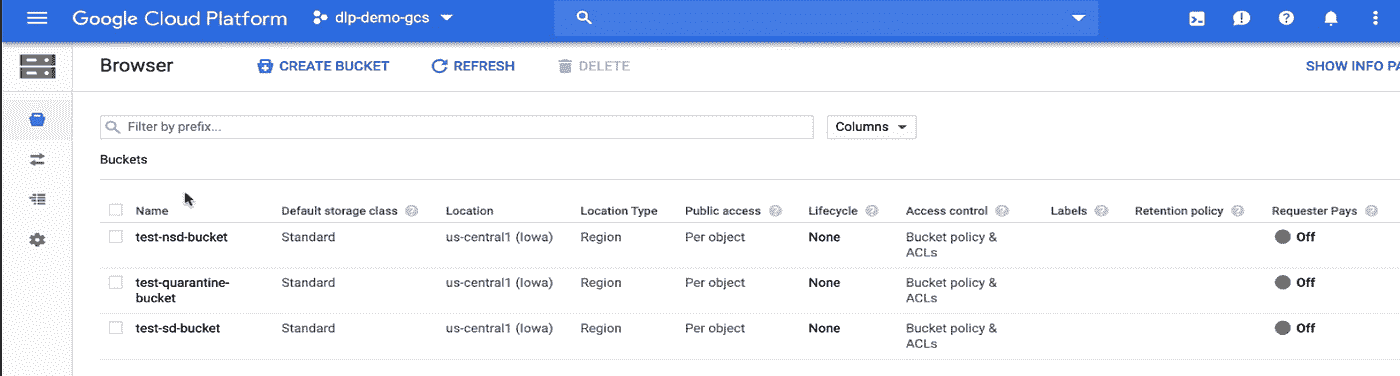 Google Cloud Platform dlp-demo-gcs
Browser CREATE BUCKET REFRESH DELETE SHOW INFO PA
Filter by prefix... Columns
Buckets
Name Default storage class Location Location Type Public access Lifecycle Access control Labels Retention policy Requester Pays
test-nsd-bucket Standard us-central1 (Iowa) Region Per object None Bucket policy & Off
ACLs
test-quarantine- Standard us-central1 (Iowa) Region Per object None Bucket policy & Off
bucket ACLs
test-sd-bucket Standard us-central1 (Iowa) Region Per object None Bucket policy & Off
ACLs